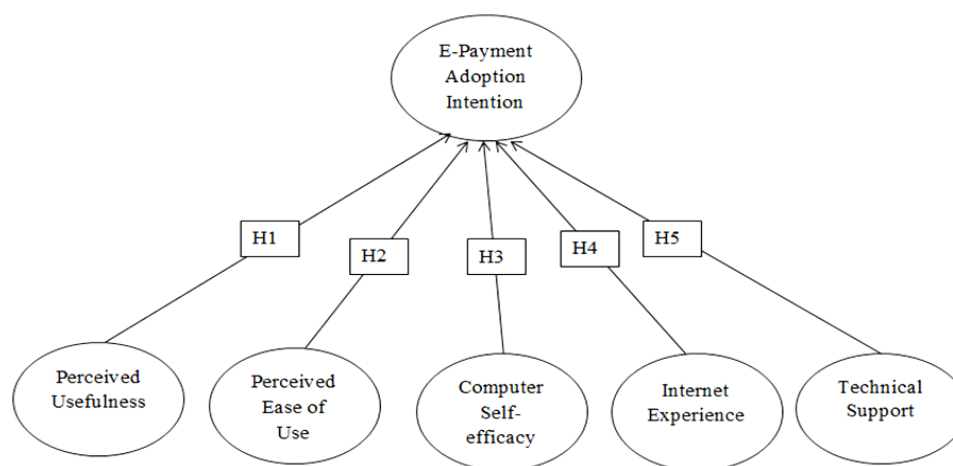 E-Payment
Adoption
Intention
H1
H2
H3
H4
H5
Perceived
Usefulness
Perceived
Ease of
Use
Computer
Self-
efficacy
Internet
Experience
Technical
Support